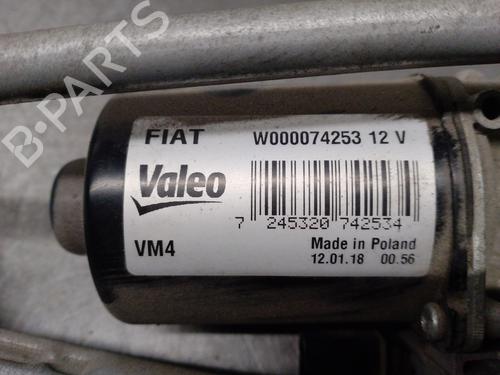 FIAT W000074253 12 V
Valeo
7 245320 742534
VM4 Made in Poland
12.01.18 00.56
B-PARTS